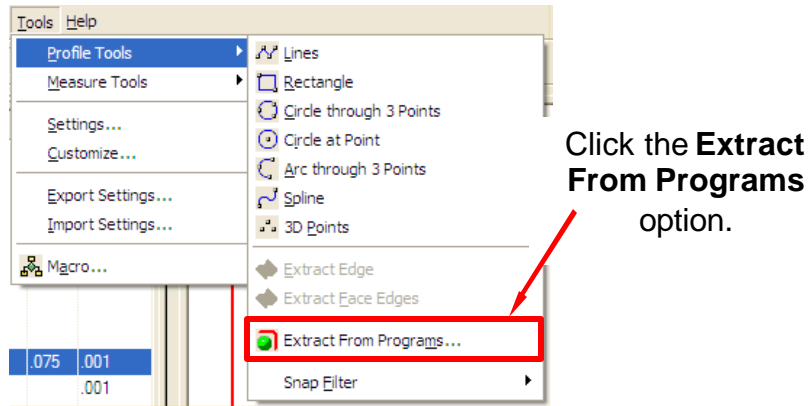 Tools Help
Profile Tools
Measure Tools
Settings...
Customize...
Export Settings...
Import Settings...
Macro...
Lines
Rectangle
Circle through 3 Points
Circle at Point
Arc through 3 Points
Spline
3D Points
Extract Edge
Extract Face Edges
Extract From Programs...
Snap Filter
Click the Extract
From Programs
option.
.075 .001
.001